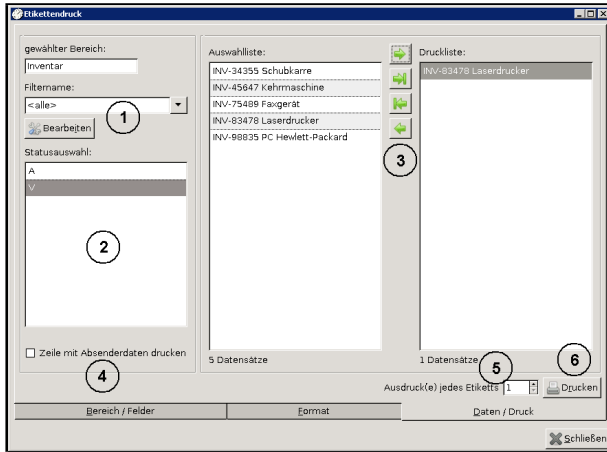 Etikettendruck
gewählter Bereich:
Inventar
Filtername:
<alle>
1
Bearbeiten
Statusauswahl:
A
V
2
Zeile mit Absenderdaten drucken
4
Auswahlliste:
INV-34355 Schubkarre
INV-45647 Kehrmaschine
INV-75489 Faxgerät
INV-83478 Laserdrucker
INV-98835 PC Hewlett-Packard
5 Datensätze
3
Druckliste:
INV-83478 Laserdrucker
1 Datensätze
5
6
Ausdruck(e) jedes Etiketts 1
Drucken
Bereich / Felder
Format
Daten / Druck
Schließen